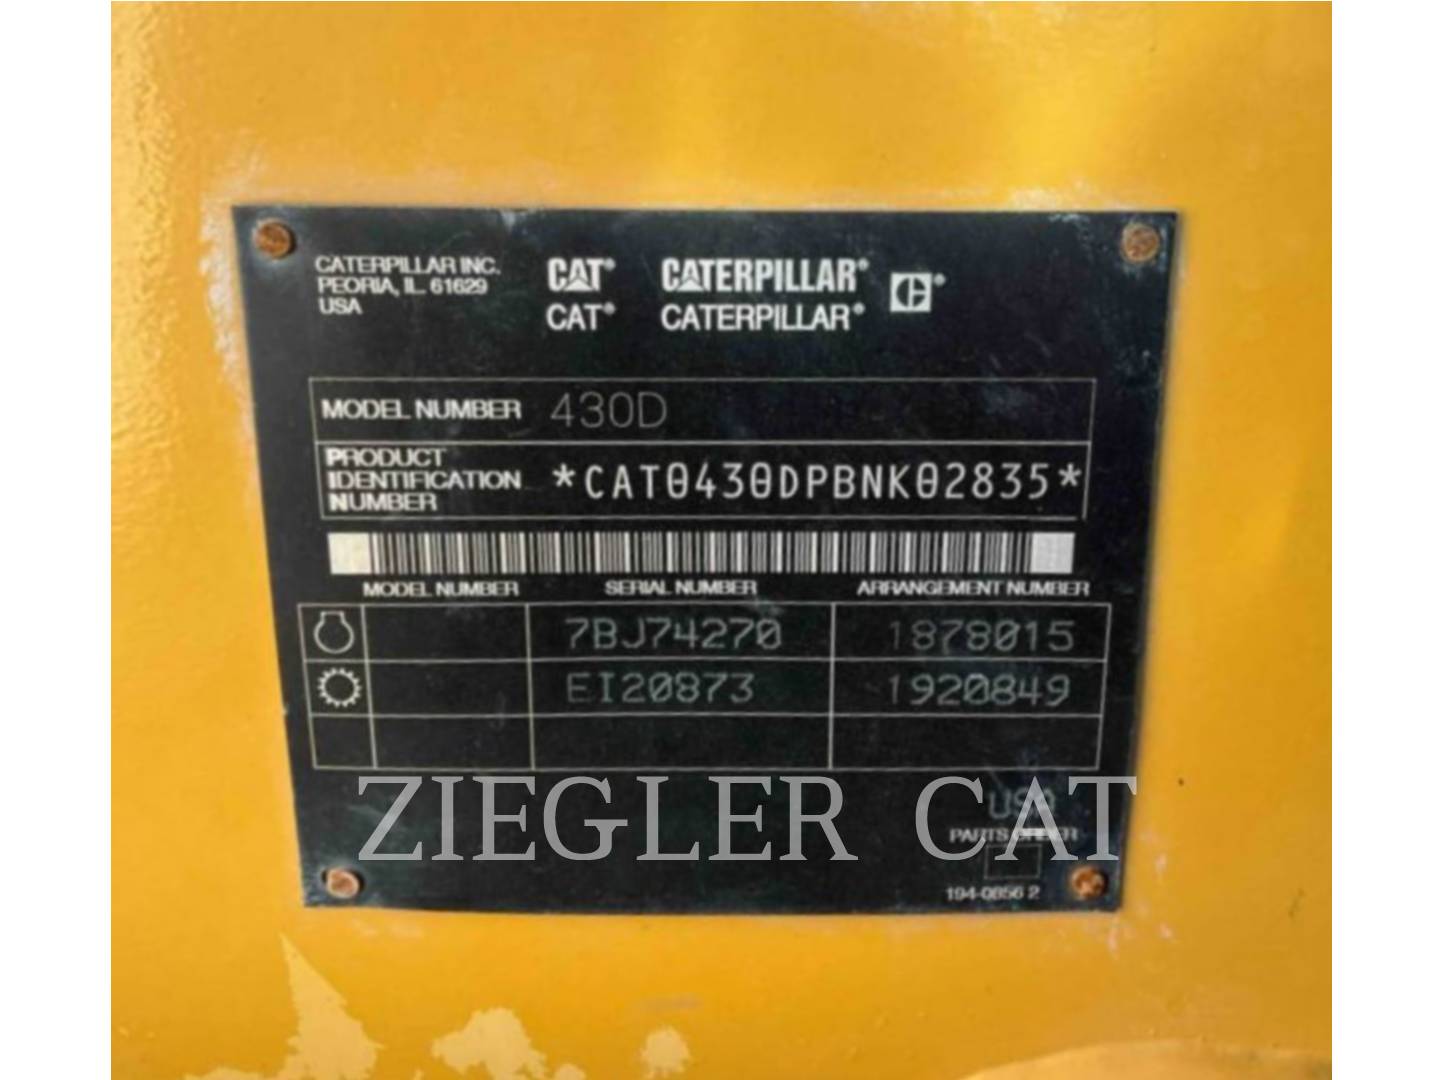 CATERPILLAR INC.
PEORIA, IL. 61629
USA
CAT® CATERPILLAR®
CAT® CATERPILLAR®
MODEL NUMBER 430D
PRODUCT
IDENTIFICATION
NUMBER
*CAT0430DPBNK02835*
MODEL NUMBER SERIAL NUMBER ARRANGEMENT NUMBER
7BJ74270 1878015
EI20873 1920849
ZIEGLER CAT
USA
PARTS ORDER
194-0856 2